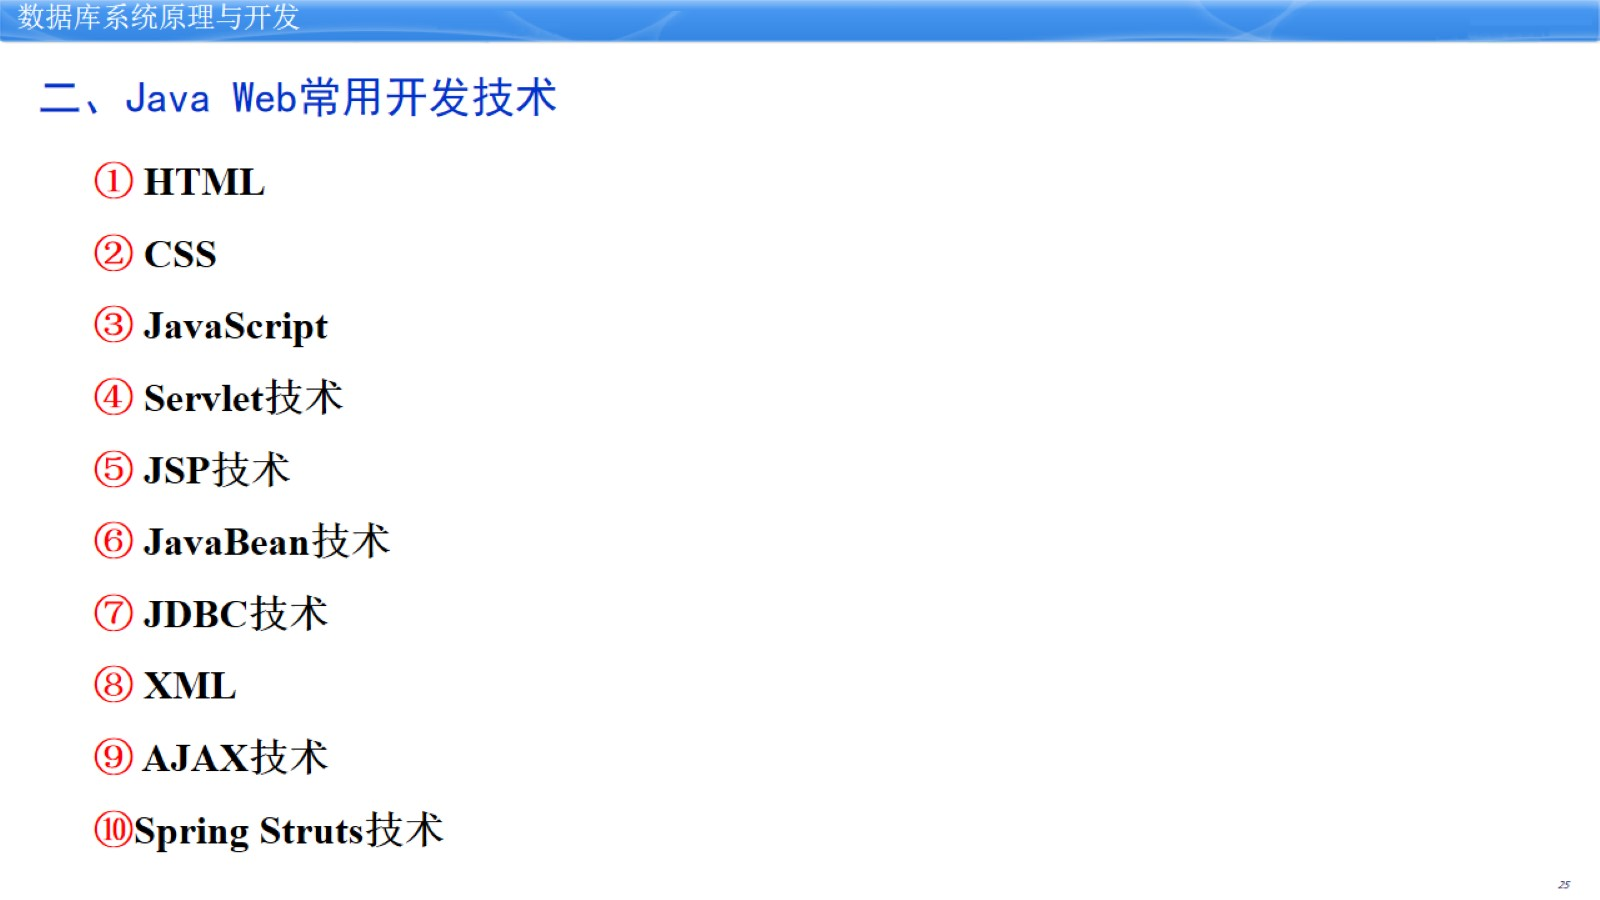 数据库系统原理与开发
二、Java Web常用开发技术
① HTML
② CSS
③ JavaScript
④ Servlet技术
⑤ JSP技术
⑥ JavaBean技术
⑦ JDBC技术
⑧ XML
⑨ AJAX技术
⑩Spring Struts技术
25